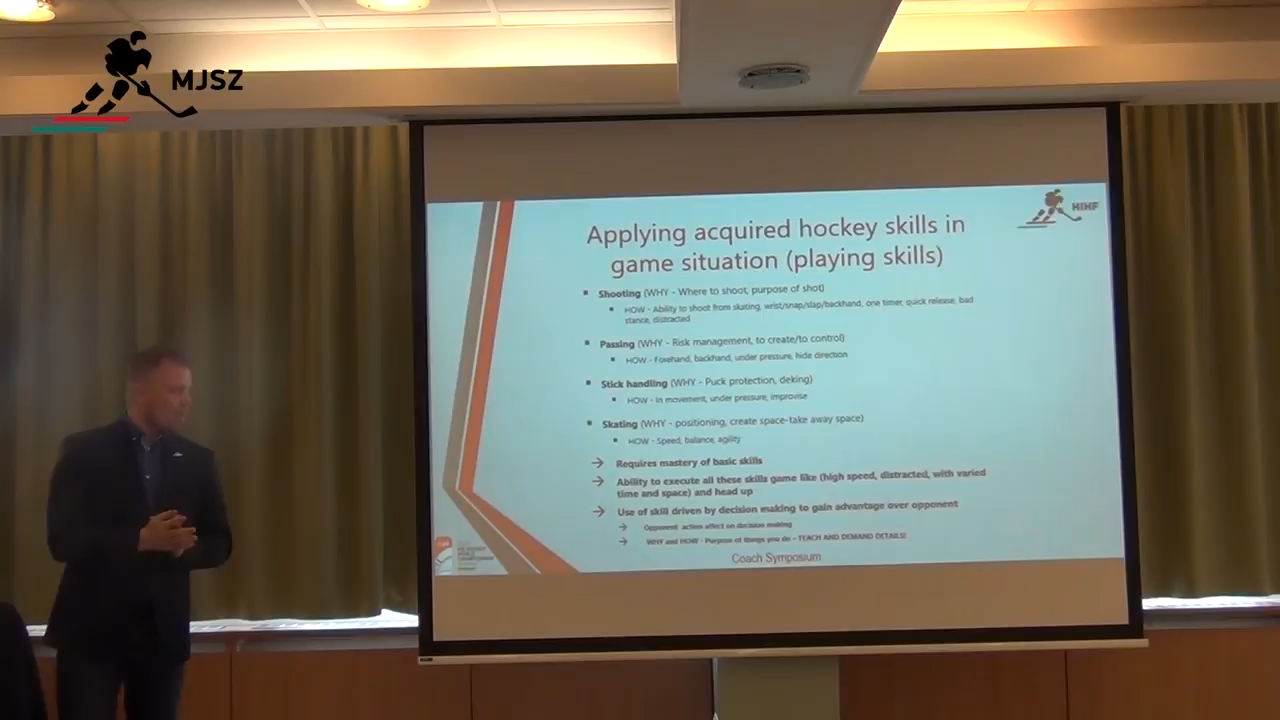 MJSZ
HIHF
Applying acquired hockey skills in
game situation (playing skills)
▪ Shooting (WHY - Where to shoot, purpose of shot)
▪ HOW - Ability to shoot from skating, wrist/snap/slap/backhand, one timer, quick release, bad
stance, distracted
▪ Passing (WHY - Risk management, to create/to control)
▪ HOW - Forehand, backhand, under pressure, hide direction
▪ Stick handling (WHY - Puck protection, deking)
▪ HOW - In movement, under pressure, improvise
▪ Skating (WHY - positioning, create space-take away space)
▪ HOW - Speed, balance, agility
→ Requires mastery of basic skills
→ Ability to execute all these skills game like (high speed, distracted, with varied
time and space) and head up
→ Use of skill driven by decision making to gain advantage over opponent
→ Opponent action affect on decision making
→ WHY and HOW - Purpose of things you do – TEACH AND DEMAND DETAILS!
Coach Symposium
ICE HOCKEY
WORLD
CHAMPIONSHIP